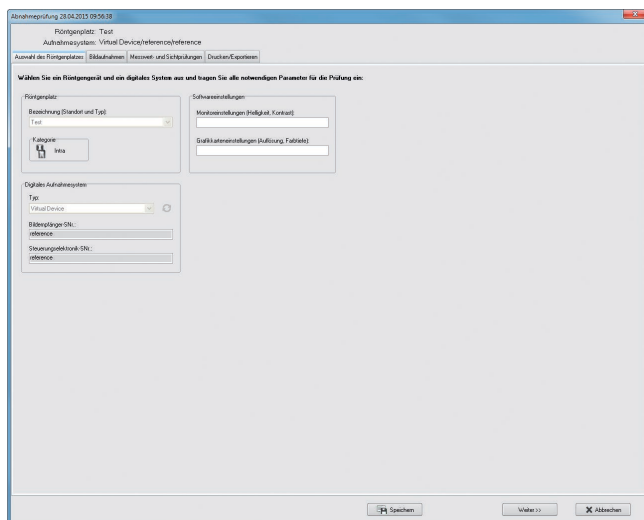 Abnahmeprüfung 28.04.2015 09:56:38
Röntgenplatz: Test
Aufnahmesystem: Virtual Device/reference/reference
Auswahl des Röntgenplatzes Bildaufnahmen Messwert- und Sichtprüfungen Drucken/Exportieren
Wählen Sie ein Röntgengerät und ein digitales System aus und tragen Sie alle notwendigen Parameter für die Prüfung ein:
Röntgenplatz
Bezeichnung (Standort und Typ):
Test
Kategorie
Intra
Softwareeinstellungen
Monitoreinstellungen (Helligkeit, Kontrast):
Grafikkarteneinstellungen (Auflösung, Farbtiefe):
Digitales Aufnahmesystem
Typ:
Virtual Device
Bildempfänger-SNr.:
reference
Steuerungselektronik-SNr.:
reference
Speichern Weiter >> Abbrechen